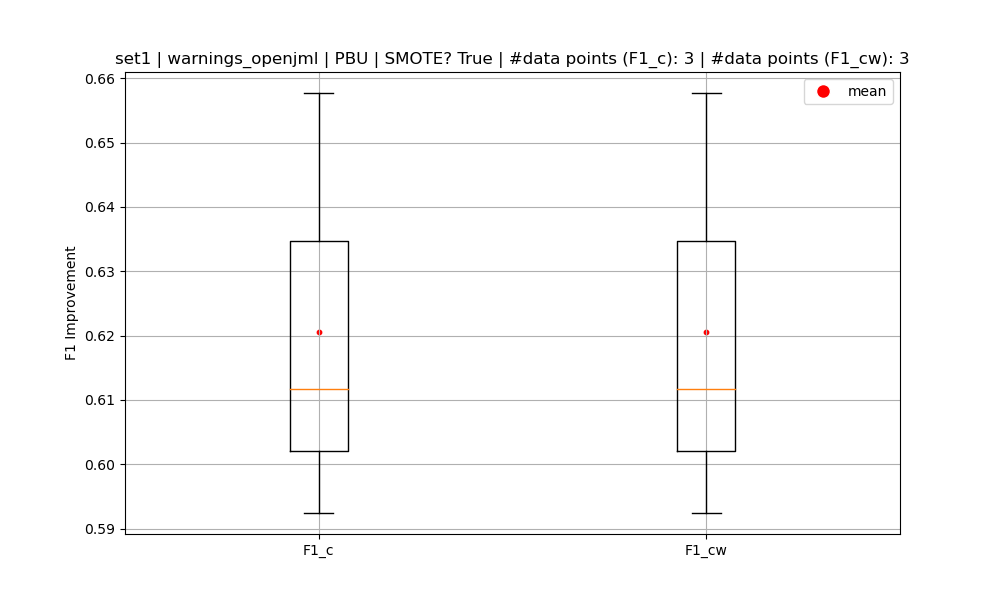 set1 | warnings_openjml | PBU | SMOTE? True | #data points (F1_c): 3 | #data points (F1_cw): 3
mean
0.66
0.65
0.64
0.63
0.62
0.61
0.60
0.59
F1 Improvement
F1_c
F1_cw